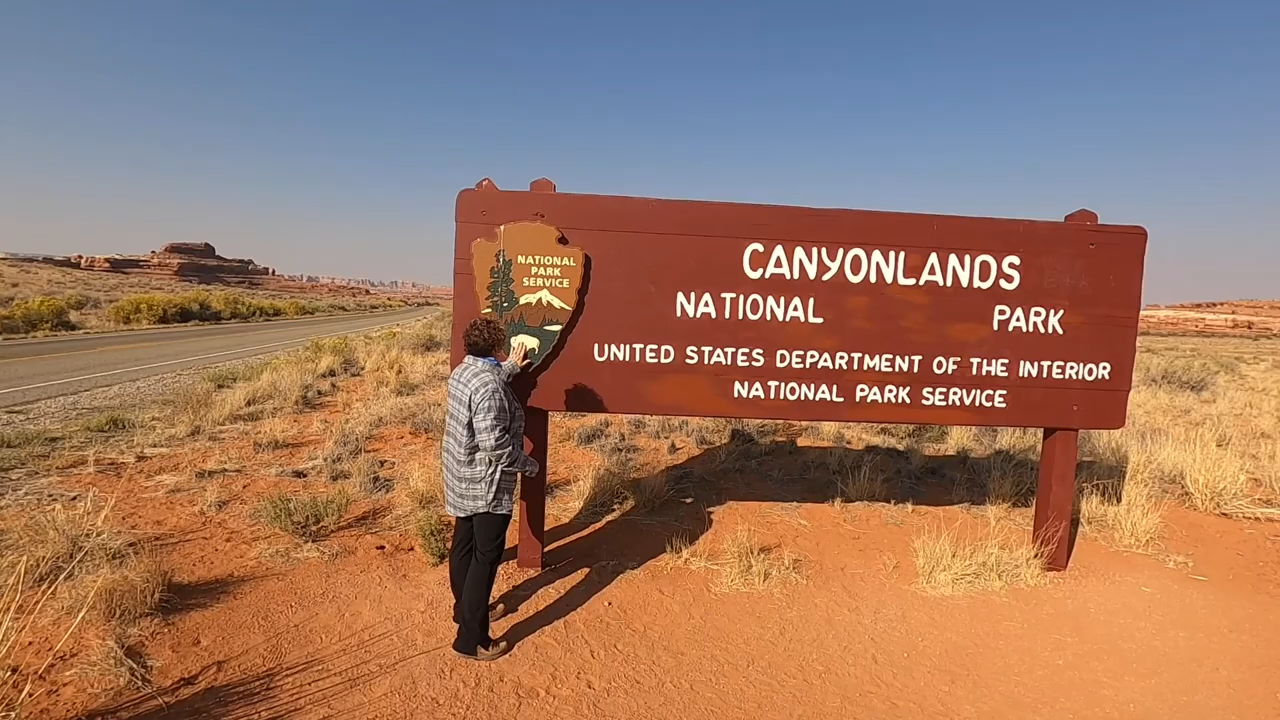 NATIONAL
PARK
SERVICE
CANYONLANDS
NATIONAL PARK
UNITED STATES DEPARTMENT OF THE INTERIOR
NATIONAL PARK SERVICE